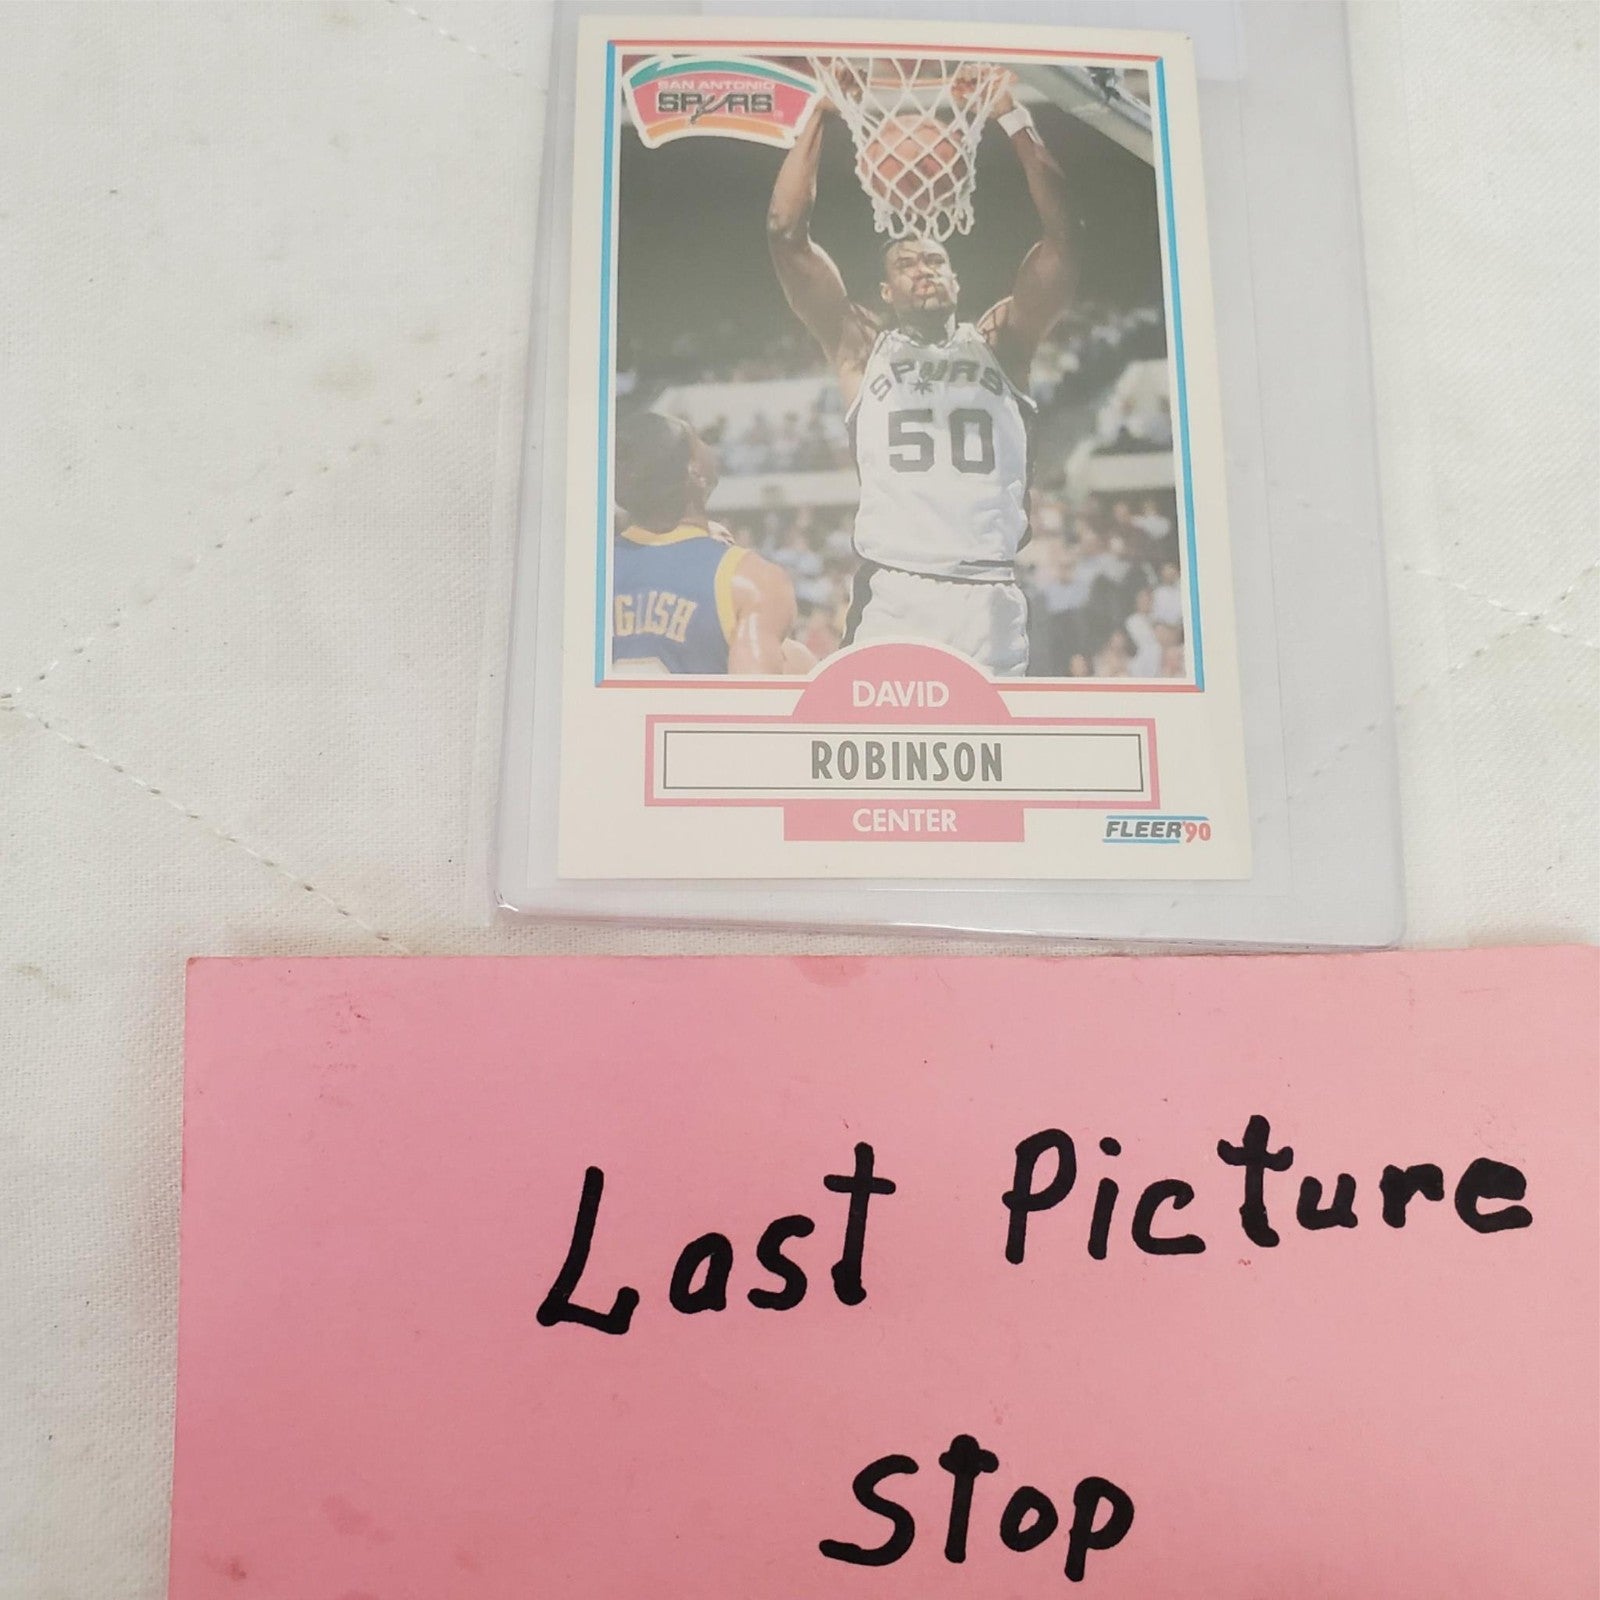 SAN ANTONIO
SPURS
SPURS
50
GLISH
DAVID
ROBINSON
CENTER
FLEER'90
Last Picture
Stop